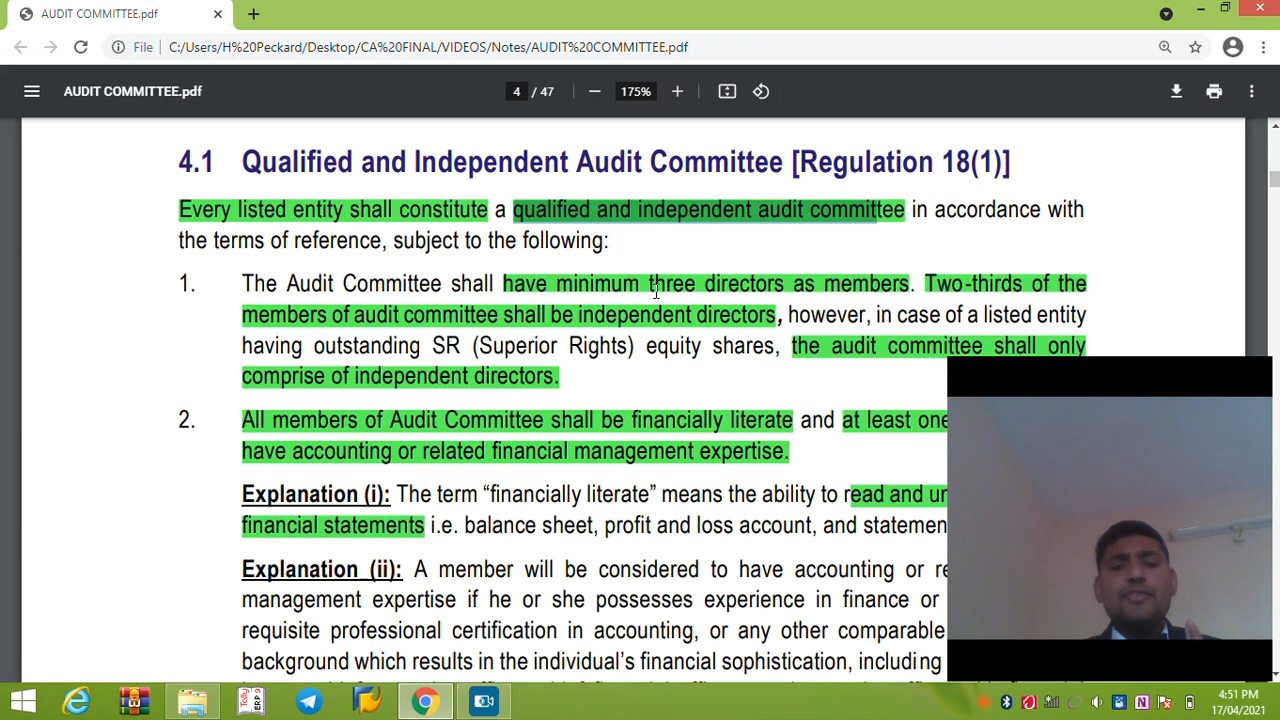 AUDIT COMMITTEE.pdf
File C:/Users/H%20Peckard/Desktop/CA%20FINAL/VIDEOS/Notes/AUDIT%20COMMITTEE.pdf
AUDIT COMMITTEE.pdf 4 / 47 175%
4.1 Qualified and Independent Audit Committee [Regulation 18(1)]
Every listed entity shall constitute a qualified and independent audit committee in accordance with
the terms of reference, subject to the following:
1. The Audit Committee shall have minimum three directors as members. Two-thirds of the
members of audit committee shall be independent directors, however, in case of a listed entity
having outstanding SR (Superior Rights) equity shares, the audit committee shall only
comprise of independent directors.
2. All members of Audit Committee shall be financially literate and at least one
have accounting or related financial management expertise.
Explanation (i): The term “financially literate” means the ability to read and un
financial statements i.e. balance sheet, profit and loss account, and statemen
Explanation (ii): A member will be considered to have accounting or re
management expertise if he or she possesses experience in finance or
requisite professional certification in accounting, or any other comparable
background which results in the individual’s financial sophistication, including
Tally
ERP 9
4:51 PM
17/04/2021